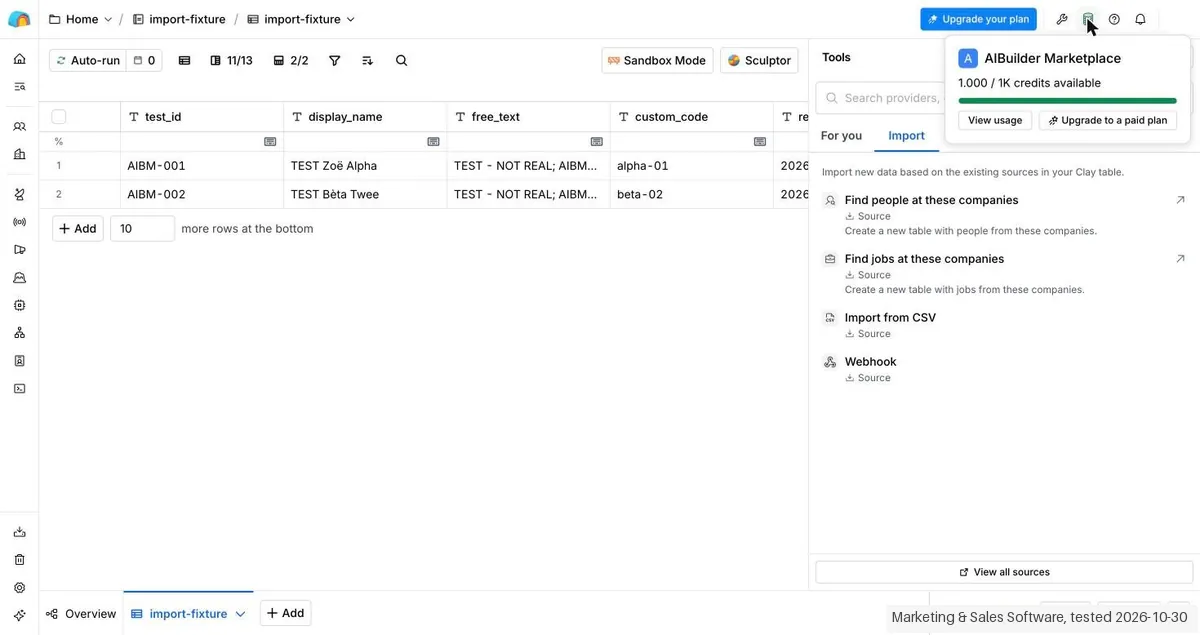 Home / import-fixture / import-fixture
Upgrade your plan
Auto-run 0 11/13 2/2
Sandbox Mode Sculptor
Tools
Search providers,
For you Import
AIBuilder Marketplace
1.000 / 1K credits available
View usage Upgrade to a paid plan
test_id display_name free_text custom_code re
%
1 AIBM-001 TEST Zoë Alpha TEST - NOT REAL; AIBM... alpha-01 2026
2 AIBM-002 TEST Bèta Twee TEST - NOT REAL; AIBM... beta-02 2026
+ Add 10 more rows at the bottom
Import new data based on the existing sources in your Clay table.
Find people at these companies
Source
Create a new table with people from these companies.
Find jobs at these companies
Source
Create a new table with jobs from these companies.
Import from CSV
Source
Webhook
Source
View all sources
Overview import-fixture + Add
Marketing & Sales Software, tested 2026-10-30